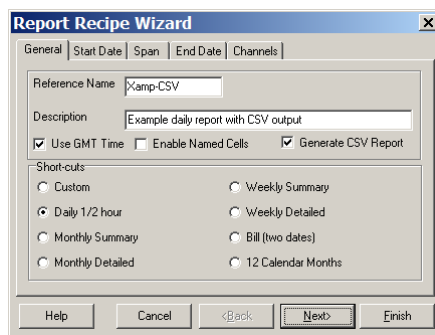 Report Recipe Wizard
General Start Date Span End Date Channels
Reference Name Xamp-CSV
Description Example daily report with CSV output
Use GMT Time Enable Named Cells Generate CSV Report
Short-cuts
Custom Weekly Summary
Daily 1/2 hour Weekly Detailed
Monthly Summary Bill (two dates)
Monthly Detailed 12 Calendar Months
Help Cancel <Back Next> Finish